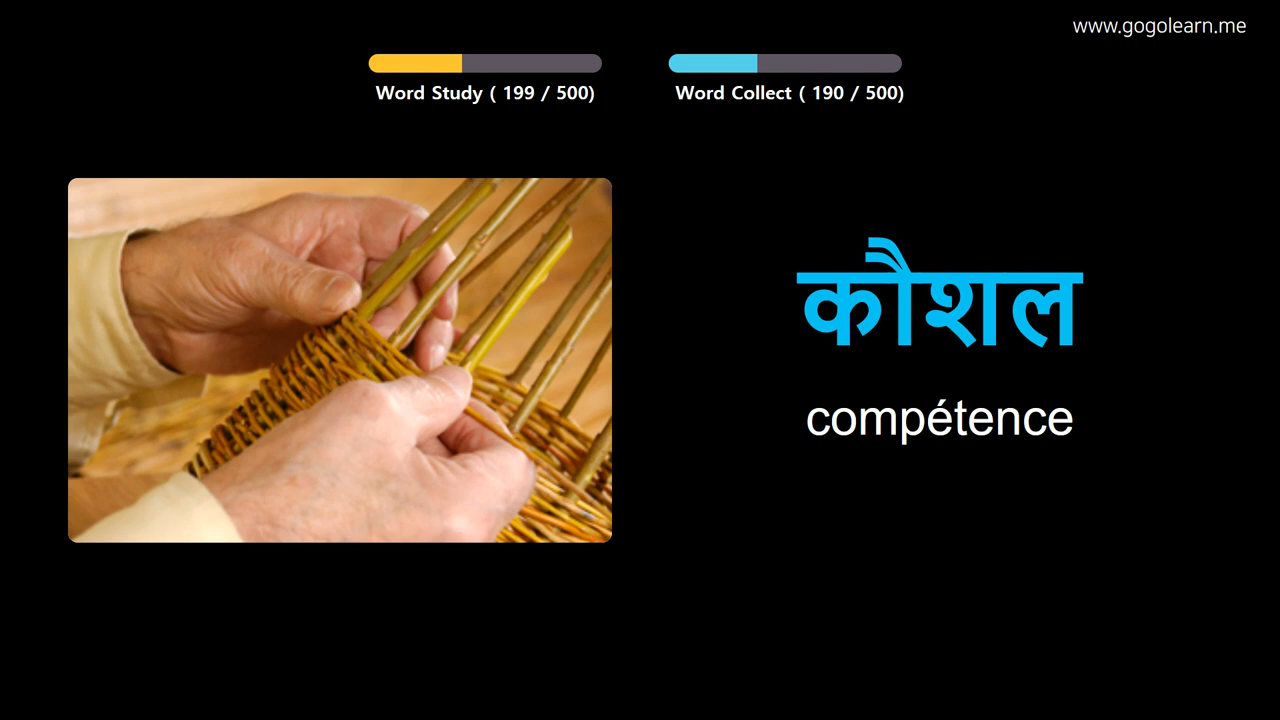 www.gogolearn.me
Word Study ( 199 / 500)
Word Collect ( 190 / 500)
कौशल
compétence